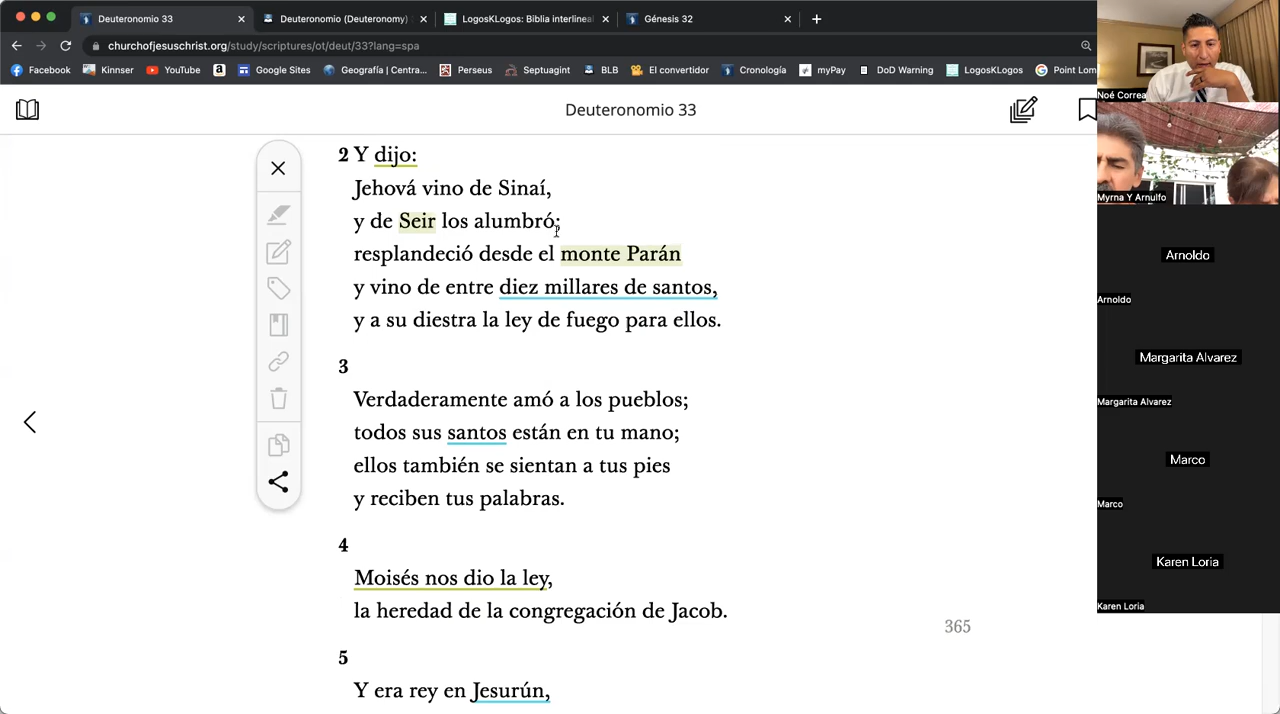 Deuteronomio 33
Deuteronomio (Deuteronomy)
LogosKLogos: Biblia interlineal
Génesis 32
churchofjesuschrist.org/study/scriptures/ot/deut/33?lang=spa
Facebook
Kinnser
YouTube
Google Sites
Geografía | Centra...
Perseus
Septuagint
BLB
El convertidor
Cronología
myPay
DoD Warning
LogosKLogos
Point Lom
Deuteronomio 33
2 Y dijo:
Jehová vino de Sinaí,
y de Seir los alumbró;
resplandeció desde el monte Parán
y vino de entre diez millares de santos,
y a su diestra la ley de fuego para ellos.
3
Verdaderamente amó a los pueblos;
todos sus santos están en tu mano;
ellos también se sientan a tus pies
y reciben tus palabras.
4
Moisés nos dio la ley,
la heredad de la congregación de Jacob.
365
5
Y era rey en Jesurún,
Noé Correa
Myrna Y Arnulfo
Arnoldo
Arnoldo
Margarita Alvarez
Margarita Alvarez
Marco
Marco
Karen Loria
Karen Loria